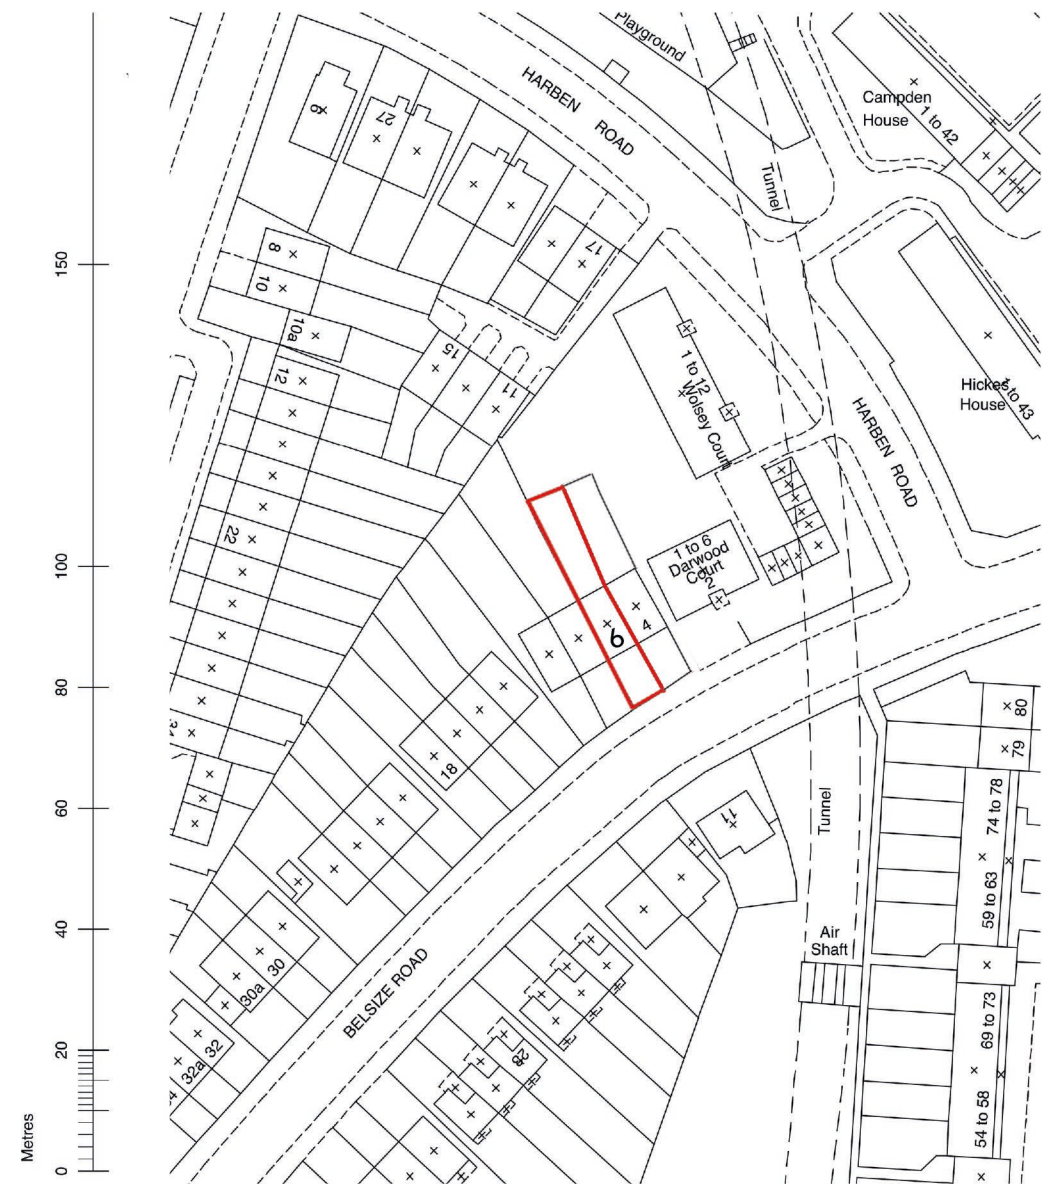 Playground
HARBEN
ROAD
Campden
House
1 to 42
9
27
Tunnel
17
8
10
150
10a
15
1 to 12
Wolsey Court
12
11
Hickes
House
1 to 43
HARBEN ROAD
22
1 to 6
Darwood
Court
2
100
4
6
80
80
79
18
60
11
Tunnel
74 to 78
59 to 63
40
Air
Shaft
30
30a
BELSIZE ROAD
69 to 73
32
32a
28
20
54 to 58
Metres
0